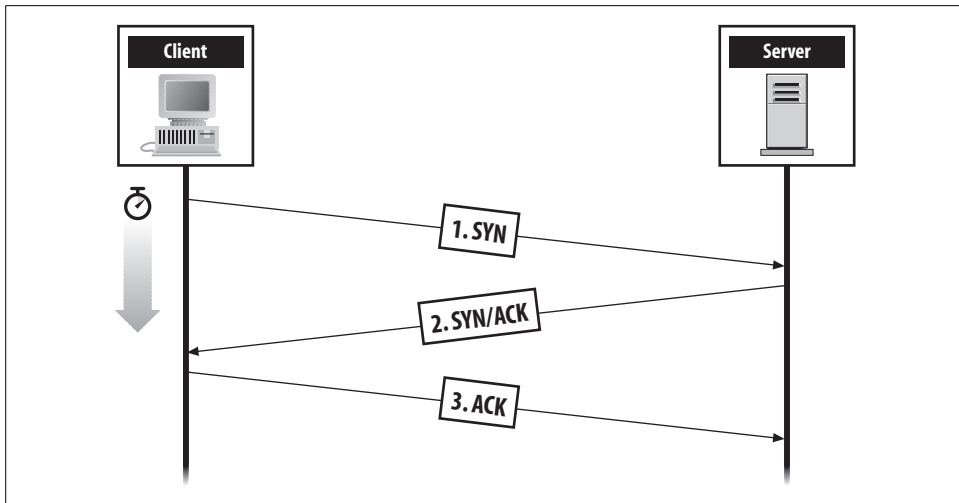 Client
Server
1. SYN
2. SYN/ACK
3. ACK